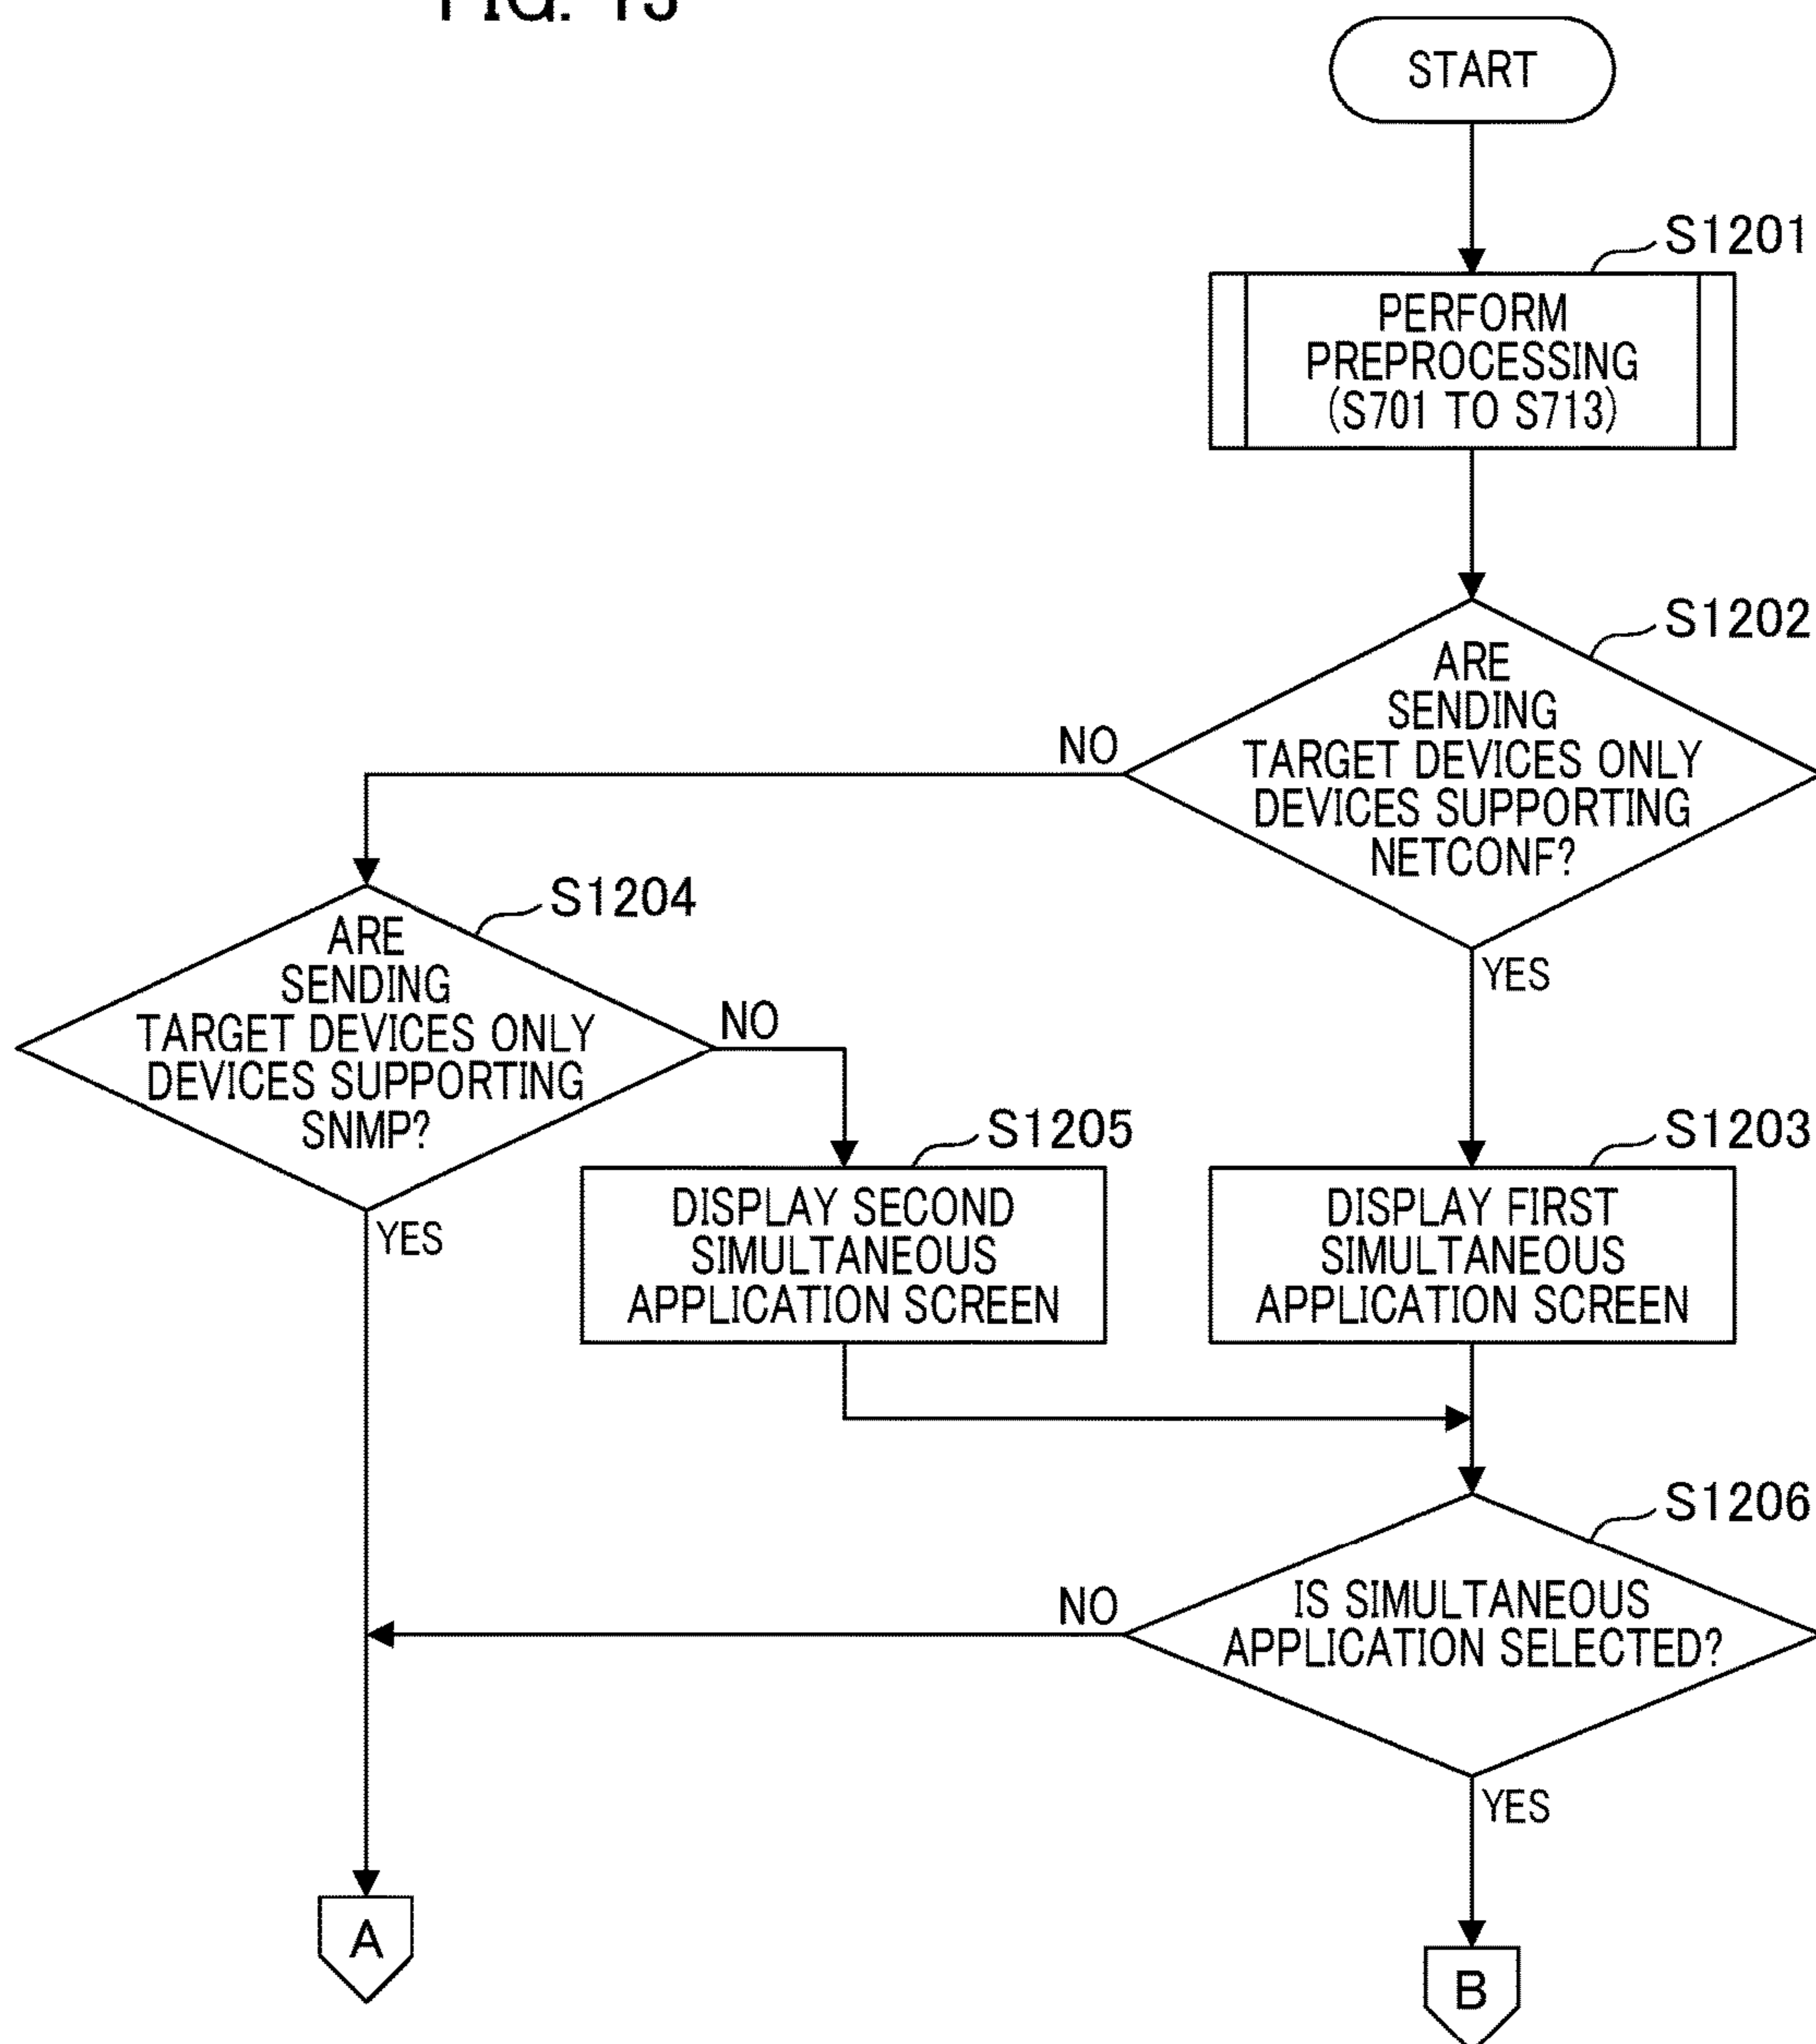 START
S1201
PERFORM
PREPROCESSING
(S701 TO S713)
S1202
ARE
SENDING
TARGET DEVICES ONLY
DEVICES SUPPORTING
NETCONF?
NO
YES
S1204
ARE
SENDING
TARGET DEVICES ONLY
DEVICES SUPPORTING
SNMP?
NO
YES
S1205
DISPLAY SECOND
SIMULTANEOUS
APPLICATION SCREEN
S1203
DISPLAY FIRST
SIMULTANEOUS
APPLICATION SCREEN
S1206
IS SIMULTANEOUS
APPLICATION SELECTED?
NO
YES
A
B